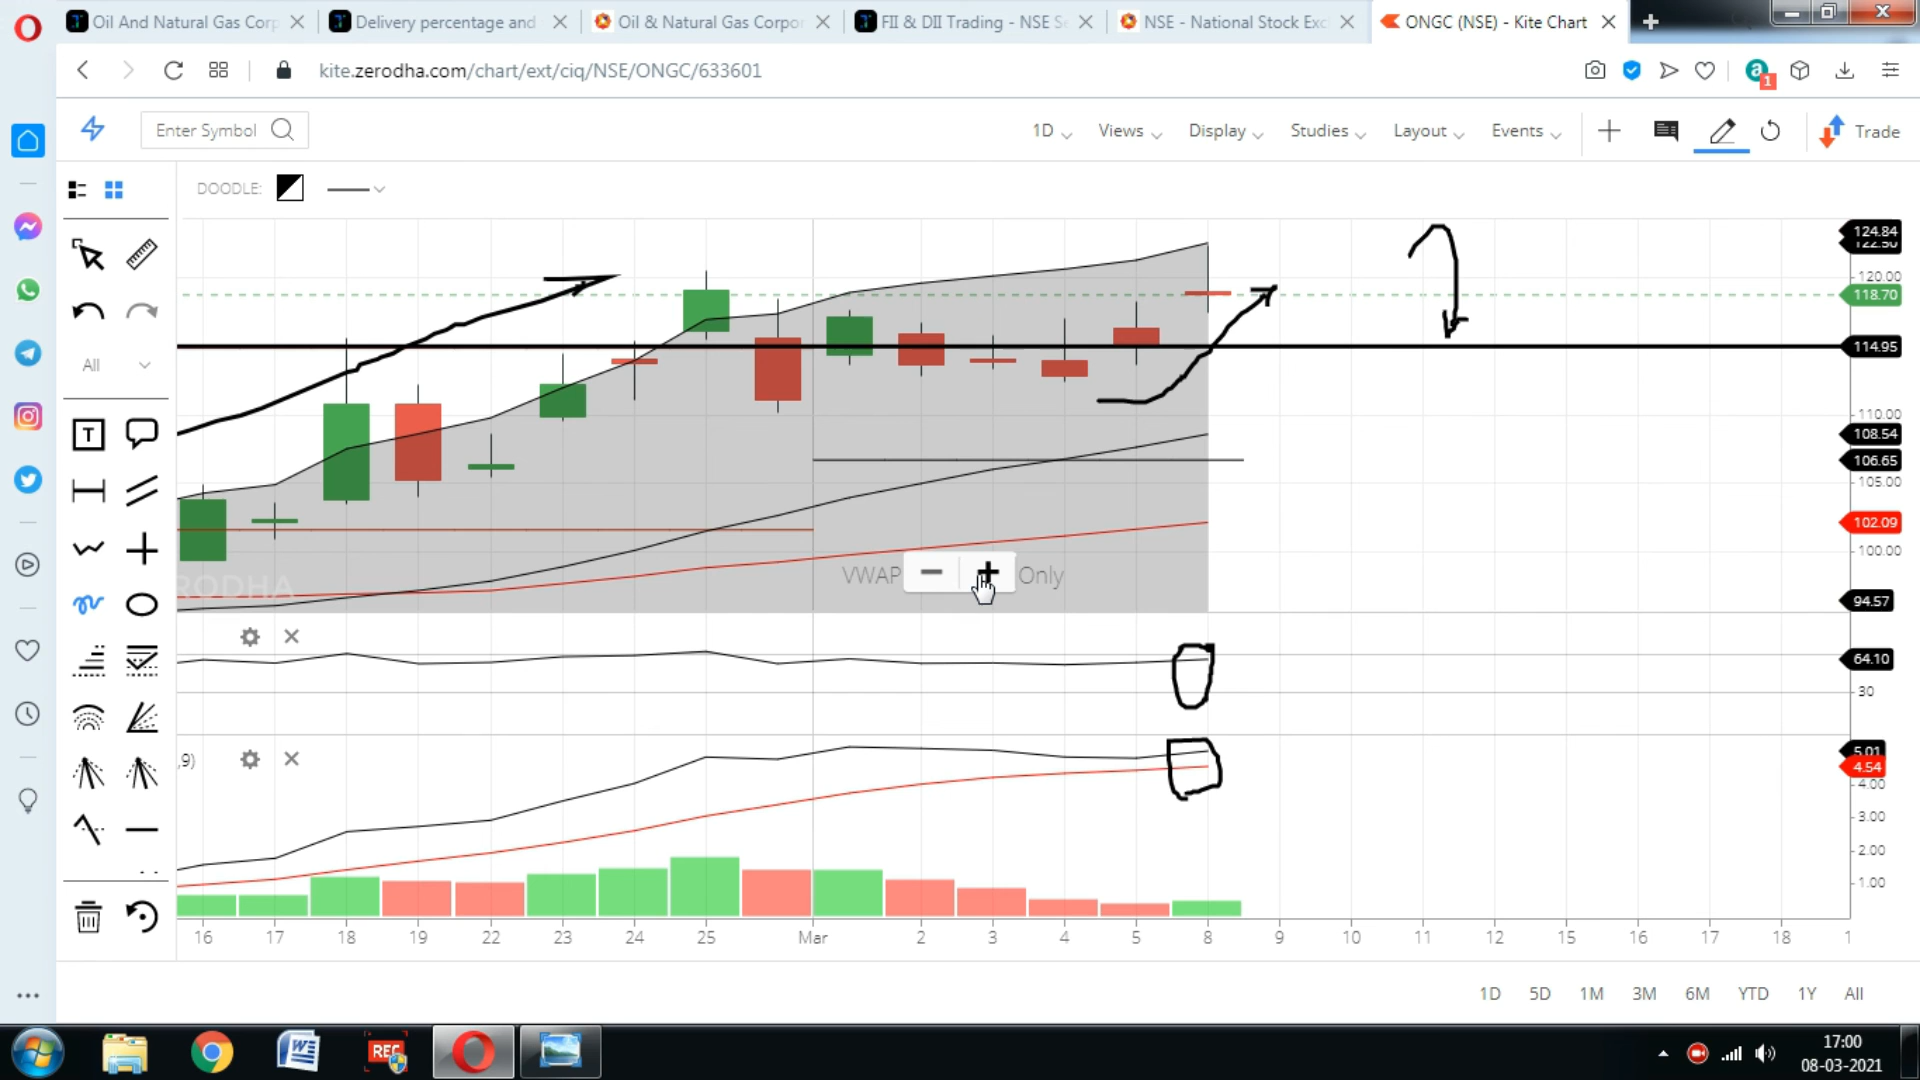 Oil And Natural Gas Corp
Delivery percentage and
Oil & Natural Gas Corpor
FII & DII Trading - NSE Se
NSE - National Stock Exc
ONGC (NSE) - Kite Chart
kite.zerodha.com/chart/ext/ciq/NSE/ONGC/633601
a
1
Enter Symbol
1D
Views
Display
Studies
Layout
Events
Trade
DOODLE:
All
T
124.84
122.50
120.00
118.70
114.95
110.00
108.54
106.65
105.00
102.09
100.00
94.57
RODHA
VWAP
Only
64.10
30
,9)
5.01
4.54
4.00
3.00
2.00
1.00
16 17 18 19 22 23 24 25 Mar 2 3 4 5 8 9 10 11 12 15 16 17 18 1
1D 5D 1M 3M 6M YTD 1Y All
REC
W
17:00
08-03-2021